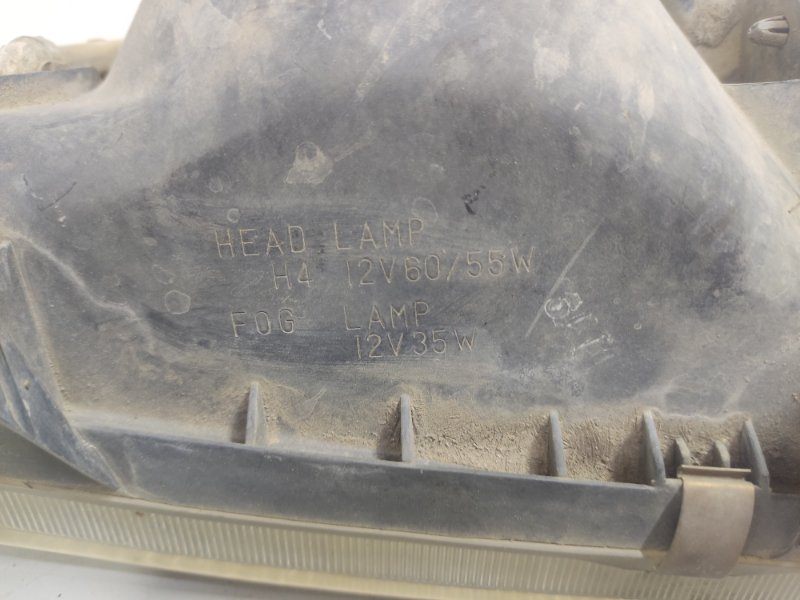 HEAD LAMP
H4 12V60/55W
FOG LAMP
12V35W